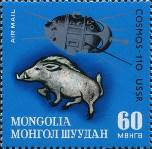 AIR MAIL
COSMOS-110 USSR
MONGOLIA 60
МОНГОЛ ШУУДАН МӨНГӨ